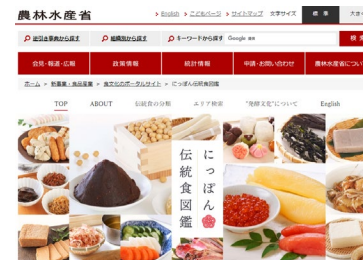 農林水産省
English
こどもページ
サイトマップ 文字サイズ 標準 大き
逆引き事典から探す 組織別から探す キーワードから探す Google 検
会見・報道・広報 政策情報 統計情報 申請・お問い合わせ 農林水産省につい
ホーム > 新事業・食品産業 > 食文化のポータルサイト > にっぽん伝統食図鑑
TOP ABOUT 伝統食の分類 エリア検索 “発酵文化”について English
にっぽん
伝統食図鑑